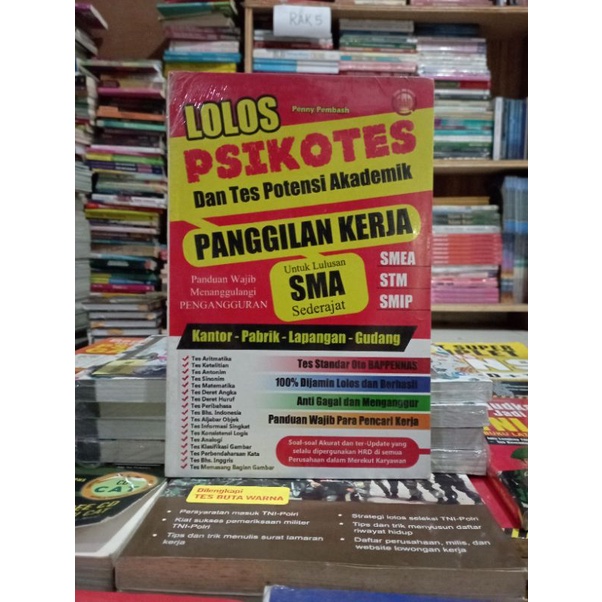 RAK 5
LOLOS
Penny Pembash
PSIKOTES
Dan Tes Potensi Akademik
PANGGILAN KERJA
Panduan Wajib
Menanggulangi
PENGANGGURAN
Untuk Lulusan
SMA
Sederajat
SMEA
STM
SMIP
Kantor - Pabrik - Lapangan - Gudang
Tes Aritmatika
Tes Ketelitian
Tes Antonim
Tes Sinonim
Tes Matematika
Tes Deret Angka
Tes Deret Huruf
Tes Peribahasa
Tes Bhs. Indonesia
Tes Aljabar Objek
Tes Informasi Singkat
Tes Konsistensi Logis
Tes Analogi
Tes Klasifikasi Gambar
Tes Perbendaharaan Kata
Tes Bhs. Inggris
Tes Memasang Bagian Gambar
Tes Standar Oto BAPPENNAS
100% Dijamin Lolos dan Berhasil
Anti Gagal dan Menganggur
Panduan Wajib Para Pencari Kerja
Soal-soal Akurat dan ter-Update yang
selalu dipergunakan HRD di semua
Perusahaan dalam Merekut Karyawan
SUPER
Dilengkapi
TES BUTA WARNA
Persyaratan masuk TNI-Polri
Kiat sukses pemeriksaan militer
TNI-Polri
Tips dan trik menulis surat lamaran
kerja
Strategi lolos seleksi TNI-Polri
Tips dan trik menyusun daftar
riwayat hidup
Daftar perusahaan, milis, dan
website lowongan kerja